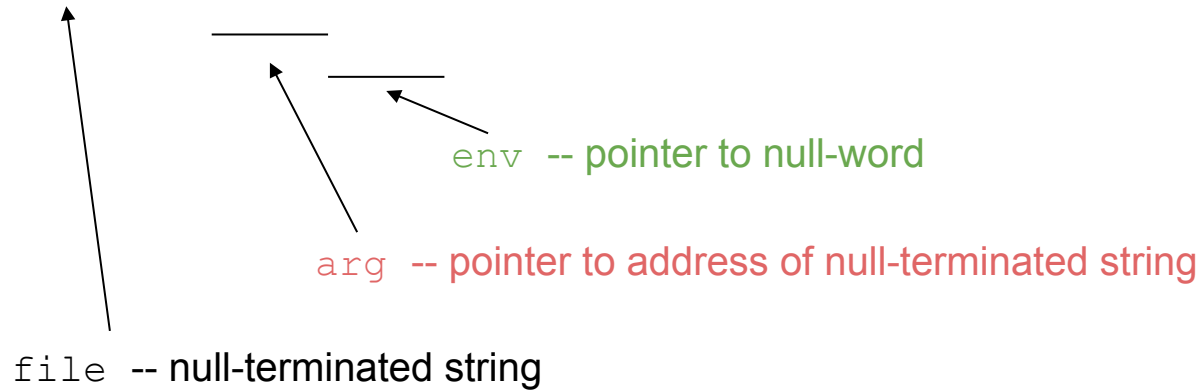 env -- pointer to null-word
arg -- pointer to address of null-terminated string
file -- null-terminated string